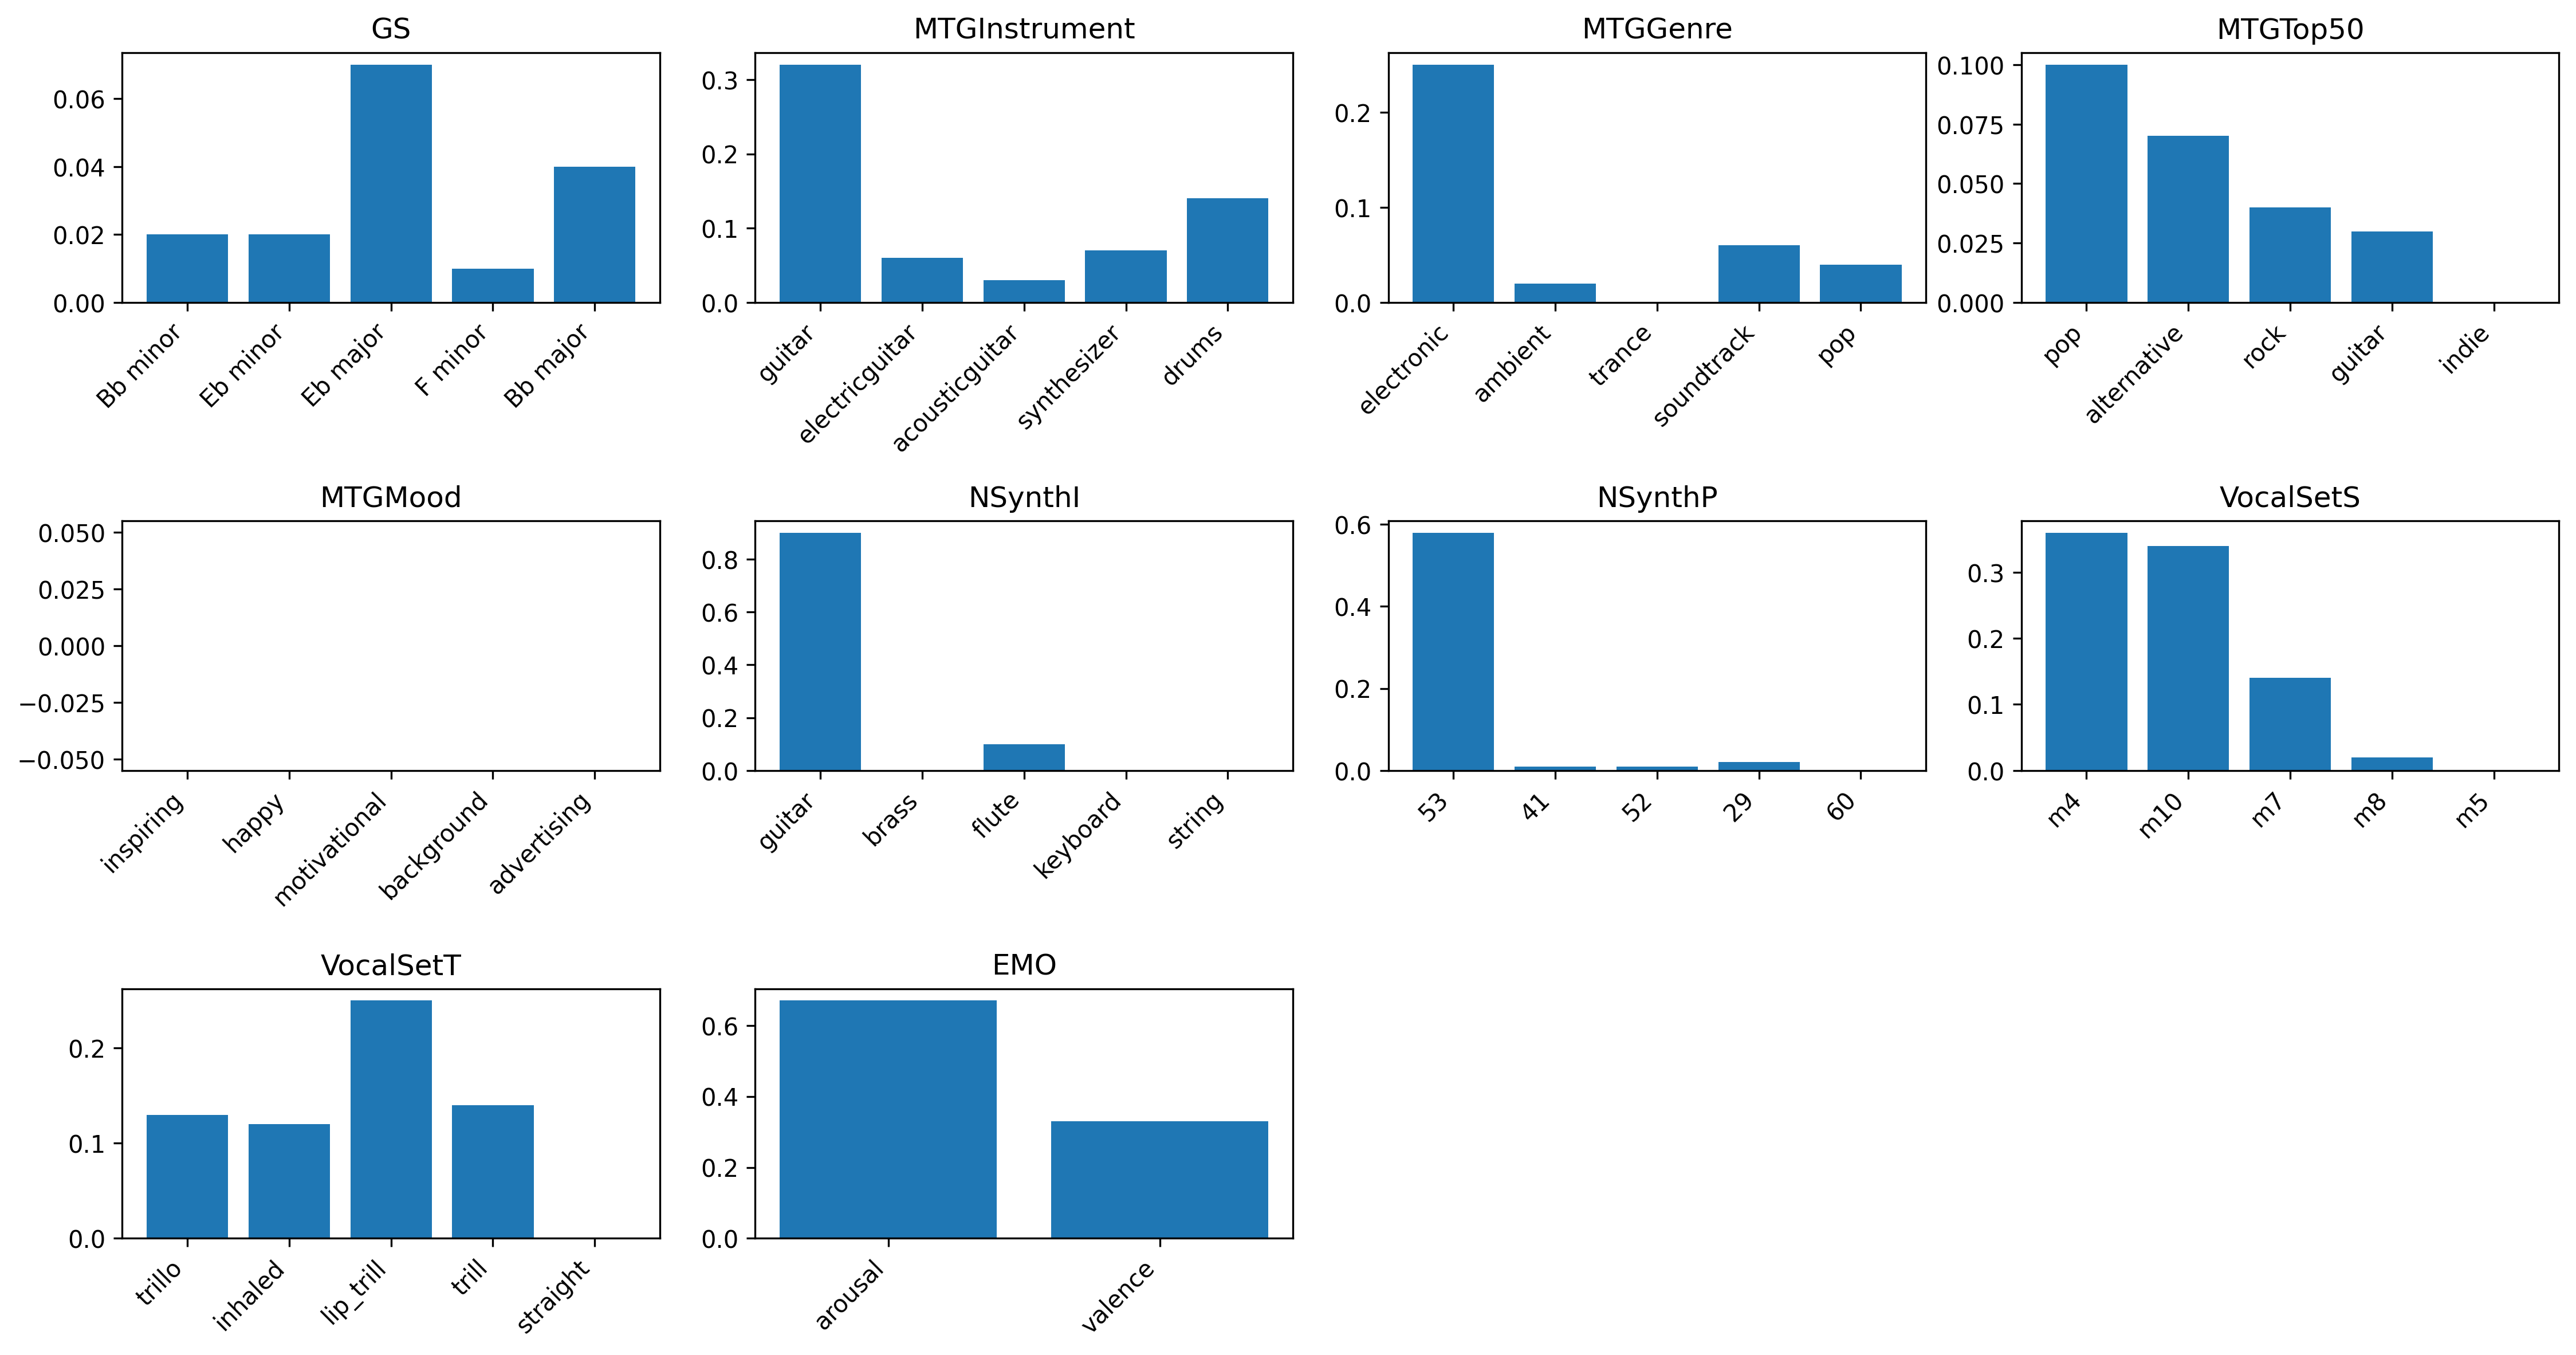 GS
0.06
0.04
0.02
0.00
Bb minor
Eb minor
Eb major
F minor
Bb major
MTGInstrument
0.3
0.2
0.1
0.0
guitar
electricguitar
acousticguitar
synthesizer
drums
MTGGenre
0.2
0.1
0.0
electronic
ambient
trance
soundtrack
pop
MTGTop50
0.100
0.075
0.050
0.025
0.000
pop
alternative
rock
guitar
indie
MTGMood
0.050
0.025
0.000
−0.025
−0.050
inspiring
happy
motivational
background
advertising
NSynthI
0.8
0.6
0.4
0.2
0.0
guitar
brass
flute
keyboard
string
NSynthP
0.6
0.4
0.2
0.0
53
41
52
29
60
VocalSetS
0.3
0.2
0.1
0.0
m4
m10
m7
m8
m5
VocalSetT
0.2
0.1
0.0
trillo
inhaled
lip_trill
trill
straight
EMO
0.6
0.4
0.2
0.0
arousal
valence